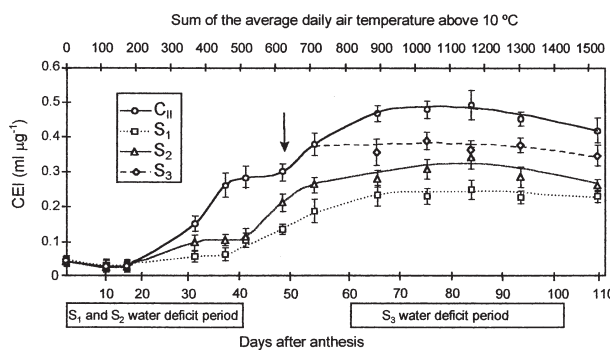 Sum of the average daily air temperature above 10 ºC
0 100 200 300 400 500 600 700 800 900 1000 1100 1200 1300 1400 1500
0.6
0.5
0.4
0.3
0.2
0.1
0
CEI (ml µg⁻¹)
C_II
S₁
S₂
S₃
0 10 20 30 40 50 60 70 80 90 100 110
S₁ and S₂ water deficit period
S₃ water deficit period
Days after anthesis